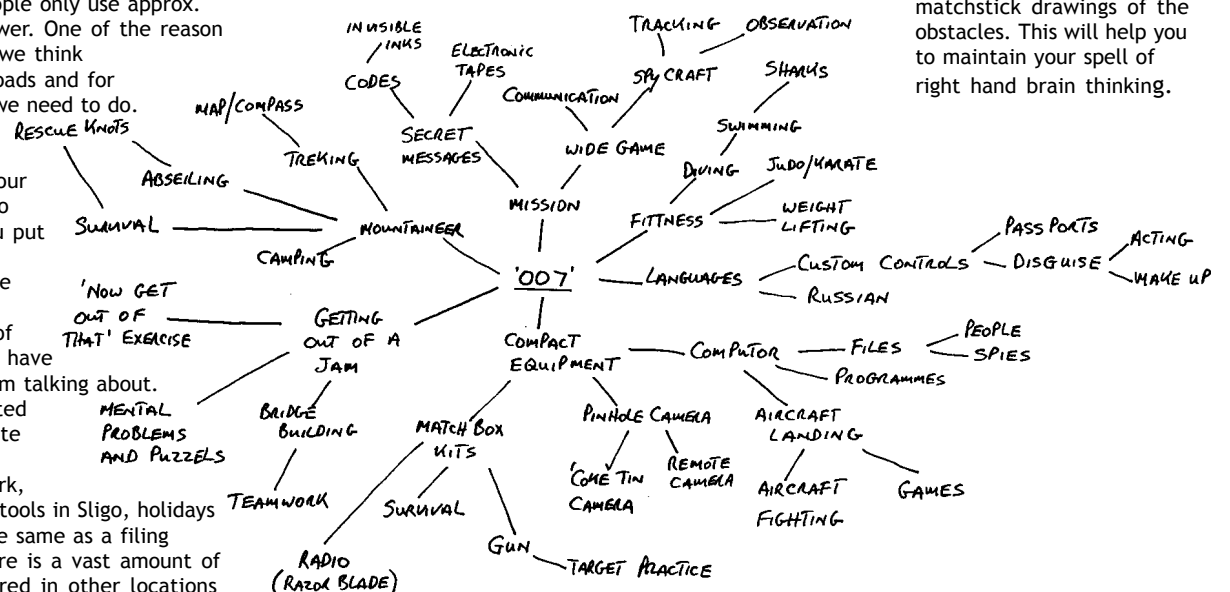 ople only use approx.
wer. One of the reason
we think
oads and for
we need to do.
our
o
u put
e
of
have
m talking about.
ted
te
rk,
tools in Sligo, holidays
e same as a filing
re is a vast amount of
red in other locations
matchstick drawings of the
obstacles. This will help you
to maintain your spell of
right hand brain thinking.
'007'
MISSION
SECRET
MESSAGES
CODES
INVISIBLE
INKS
ELECTRONIC
TAPES
WIDE GAME
COMMUNICATION
SPY CRAFT
TRACKING
OBSERVATION
FITTNESS
DIVING
SWIMMING
SHARKS
JUDO/KARATE
WEIGHT
LIFTING
LANGUAGES
CUSTOM CONTROLS
PASS PORTS
DISGUISE
ACTING
MAKE UP
RUSSIAN
COMPACT
EQUIPMENT
COMPUTOR
FILES
PEOPLE
SPIES
PROGRAMMES
AIRCRAFT
LANDING
AIRCRAFT
FIGHTING
GAMES
PINHOLE CAMERA
'COKE TIN
CAMERA
REMOTE
CAMERA
MATCH BOX
KITS
RADIO
(RAZOR BLADE)
SURVIVAL
GUN
TARGET PRACTICE
GETTING
OUT OF A
JAM
'NOW GET
OUT OF
THAT' EXERCISE
MENTAL
PROBLEMS
AND PUZZELS
BRIDGE
BUILDING
TEAMWORK
MOUNTAINEER
TREKING
MAP/COMPASS
ABSEILING
RESCUE KNOTS
SURVIVAL
CAMPING